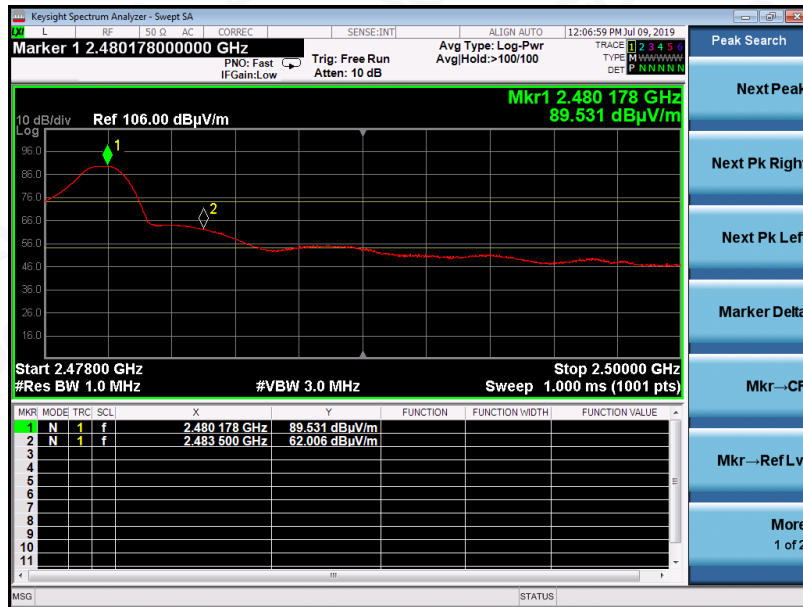 Keysight Spectrum Analyzer - Swept SA
LXI L RF 50 Ω AC CORREC SENSE:INT ALIGN AUTO 12:06:59 PM Jul 09, 2019
Marker 1 2.480178000000 GHz
PNO: Fast
IFGain:Low
Trig: Free Run
Atten: 10 dB
Avg Type: Log-Pwr
Avg|Hold:>100/100
TRACE 1 2 3 4 5 6
TYPE M WWWWW
DET P N N N N N
Peak Search
Mkr1 2.480 178 GHz
89.531 dBµV/m
10 dB/div Ref 106.00 dBµV/m
Log
96.0
86.0
76.0
66.0
56.0
46.0
36.0
26.0
16.0
1
2
Start 2.47800 GHz Stop 2.50000 GHz
#Res BW 1.0 MHz #VBW 3.0 MHz Sweep 1.000 ms (1001 pts)
MKR MODE TRC SCL X Y FUNCTION FUNCTION WIDTH FUNCTION VALUE
1 N 1 f 2.480 178 GHz 89.531 dBµV/m
2 N 1 f 2.483 500 GHz 62.006 dBµV/m
3
4
5
6
7
8
9
10
11
MSG STATUS
Next Peak
Next Pk Right
Next Pk Left
Marker Delta
Mkr→CF
Mkr→Ref Lv
More
1 of 2